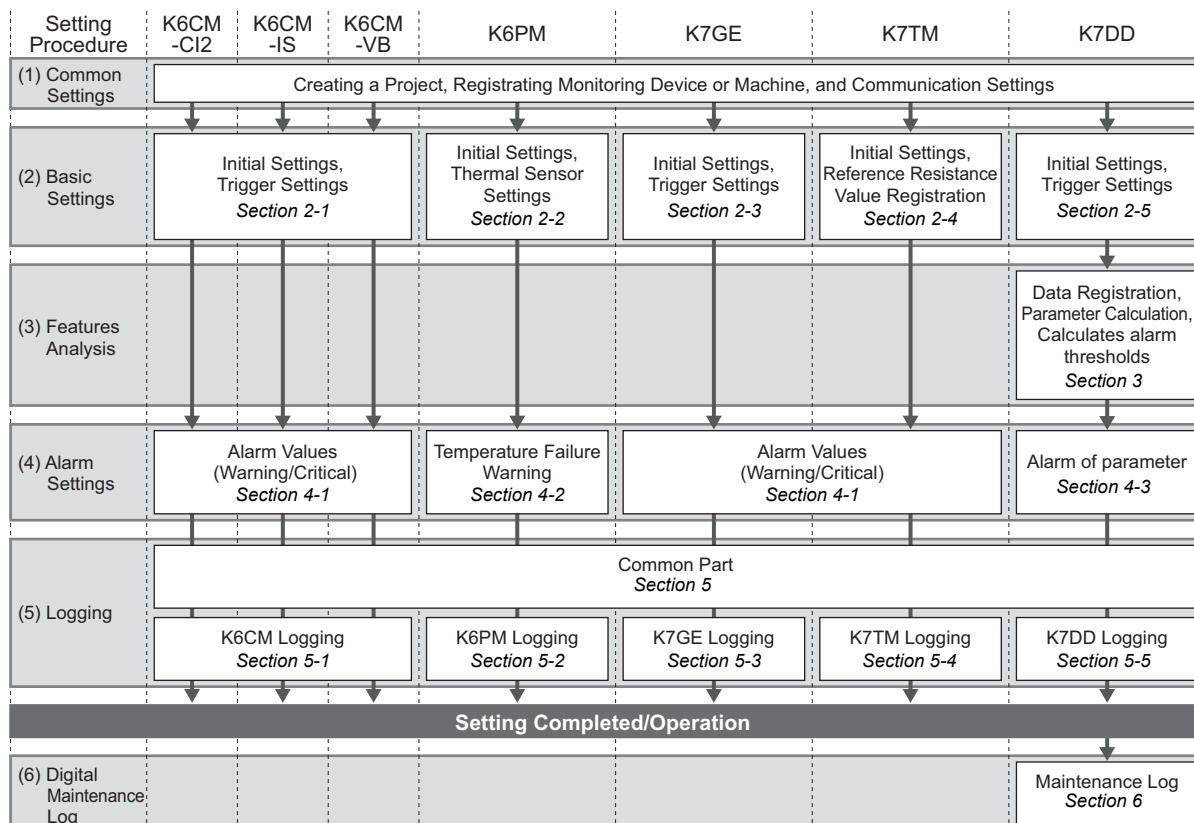 Setting
Procedure
K6CM
-CI2
K6CM
-IS
K6CM
-VB
K6PM
K7GE
K7TM
K7DD
(1) Common
Settings
Creating a Project, Registrating Monitoring Device or Machine, and Communication Settings
(2) Basic
Settings
Initial Settings,
Trigger Settings
Section 2-1
Initial Settings,
Thermal Sensor
Settings
Section 2-2
Initial Settings,
Trigger Settings
Section 2-3
Initial Settings,
Reference Resistance
Value Registration
Section 2-4
Initial Settings,
Trigger Settings
Section 2-5
(3) Features
Analysis
Data Registration,
Parameter Calculation,
Calculates alarm
thresholds
Section 3
(4) Alarm
Settings
Alarm Values
(Warning/Critical)
Section 4-1
Temperature Failure
Warning
Section 4-2
Alarm Values
(Warning/Critical)
Section 4-1
Alarm of parameter
Section 4-3
(5) Logging
Common Part
Section 5
K6CM Logging
Section 5-1
K6PM Logging
Section 5-2
K7GE Logging
Section 5-3
K7TM Logging
Section 5-4
K7DD Logging
Section 5-5
Setting Completed/Operation
(6) Digital
Maintenance
Log
Maintenance Log
Section 6